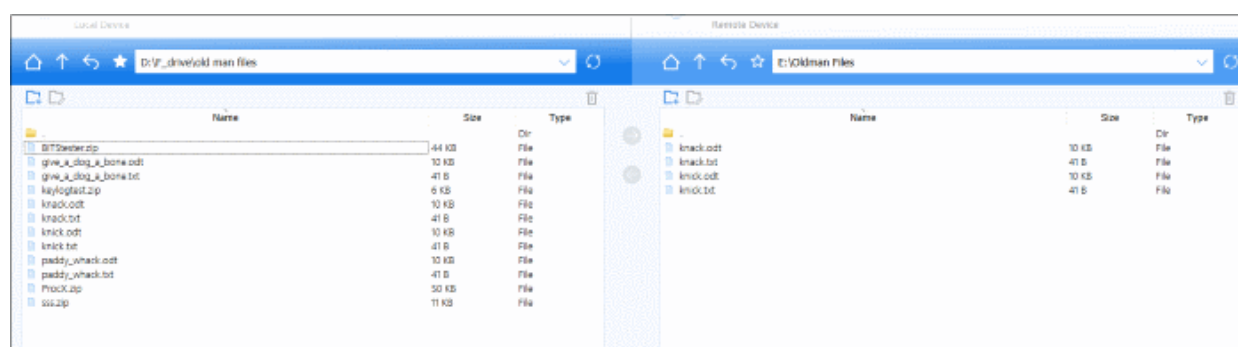 Local Device
Remote Device
D:\F_drive\old man files
E:\Oldman Files
Name Size Type
.. Dir
BITStester.zip 44 KB File
give_a_dog_a_bone.odt 10 KB File
give_a_dog_a_bone.txt 41 B File
keylogtest.zip 6 KB File
knack.odt 10 KB File
knack.txt 41 B File
knick.odt 10 KB File
knick.txt 41 B File
paddy_whack.odt 10 KB File
paddy_whack.txt 41 B File
ProcX.zip 50 KB File
sss.zip 11 KB File
Name Size Type
.. Dir
knack.odt 10 KB File
knack.txt 41 B File
knick.odt 10 KB File
knick.txt 41 B File